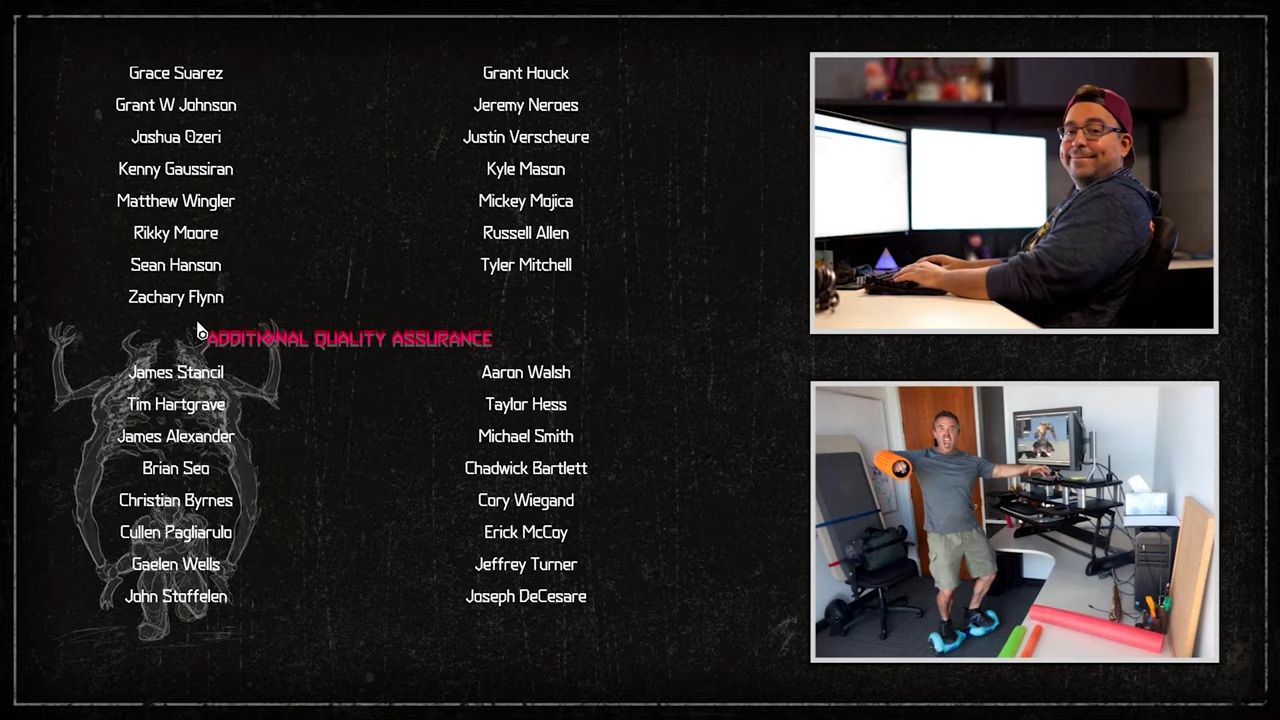 Grace Suarez Grant Houck
Grant W Johnson Jeremy Neroes
Joshua Ozeri Justin Verscheure
Kenny Gaussiran Kyle Mason
Matthew Wingler Mickey Mojica
Rikky Moore Russell Allen
Sean Hanson Tyler Mitchell
Zachary Flynn
ADDITIONAL QUALITY ASSURANCE
James Stancil Aaron Walsh
Tim Hartgrave Taylor Hess
James Alexander Michael Smith
Brian Seo Chadwick Bartlett
Christian Byrnes Cory Wiegand
Cullen Pagliarulo Erick McCoy
Gaelen Wells Jeffrey Turner
John Stoffelen Joseph DeCesare